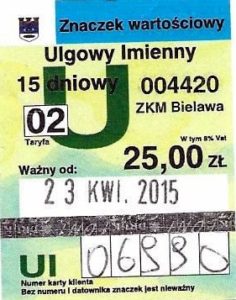 Znaczek wartościowy
Ulgowy Imienny
15 dniowy 004420
02 ZKM Bielawa
Taryfa
U
W tym 8% Vat
Ważny od: 25,00 ZŁ
23 KWI. 2015
UI 06880
Numer karty klienta
Bez numeru i datownika znaczek jest nieważny